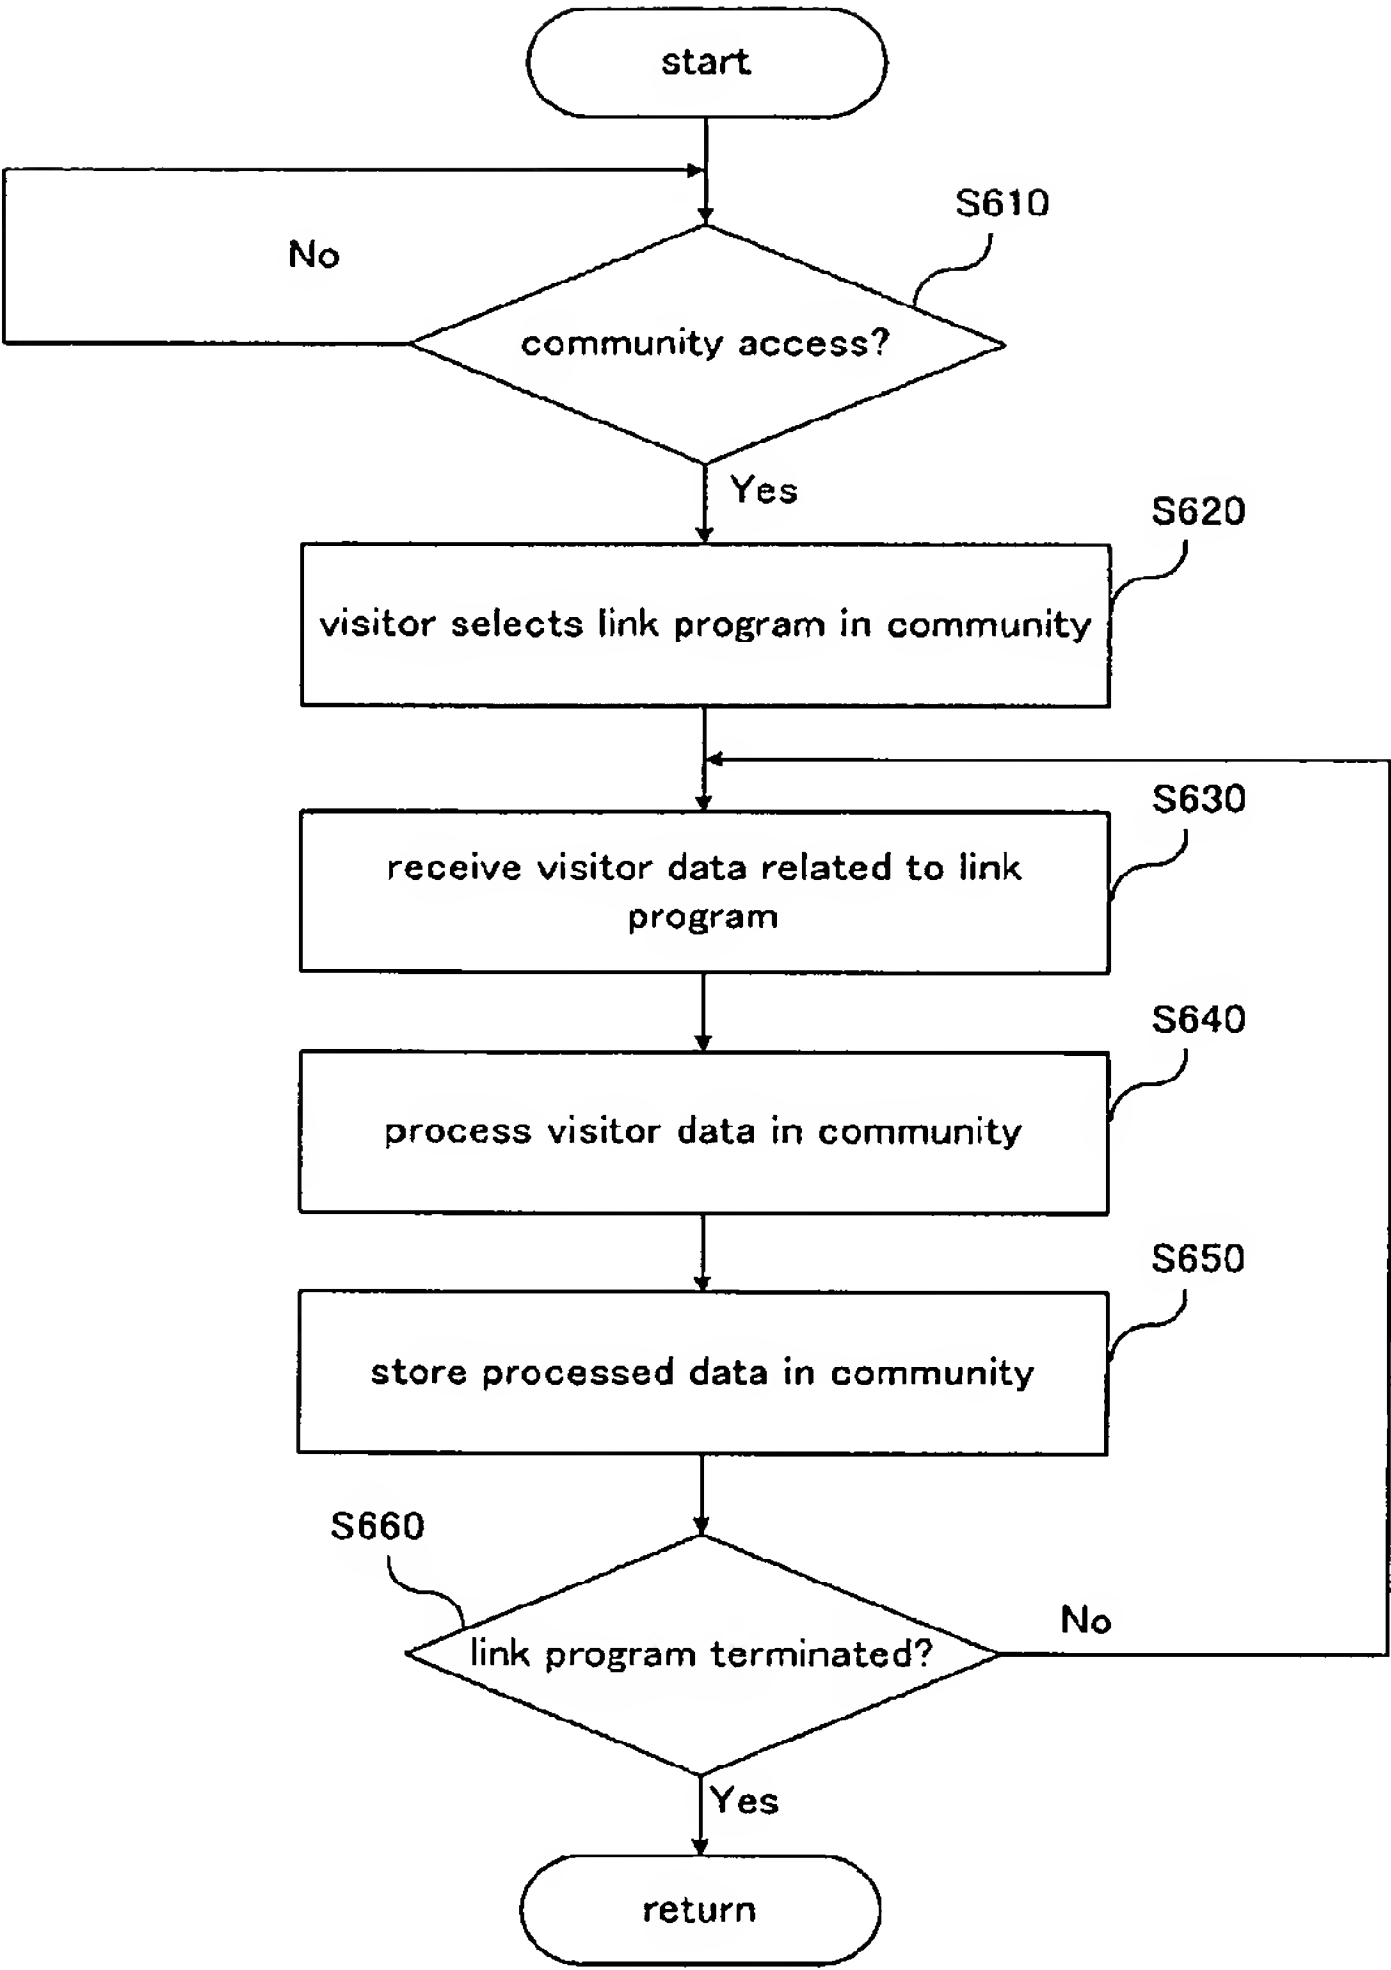 start
S610
No
community access?
Yes
S620
visitor selects link program in community
S630
receive visitor data related to link
program
S640
process visitor data in community
S650
store processed data in community
S660
link program terminated?
No
Yes
return